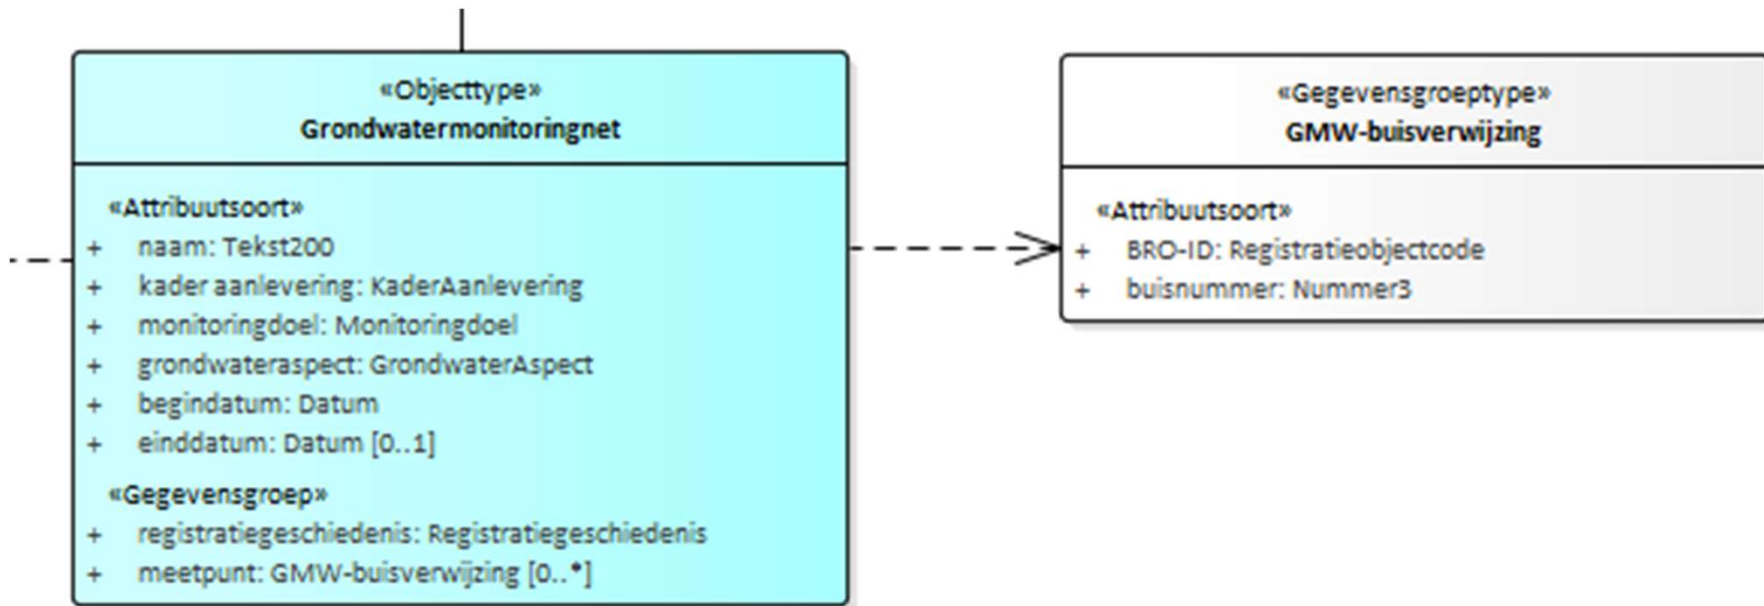 «Objecttype»
Grondwatermonitoringnet
«Attribuutsoort»
+ naam: Tekst200
+ kader aanlevering: KaderAanlevering
+ monitoringdoel: Monitoringdoel
+ grondwateraspect: GrondwaterAspect
+ begindatum: Datum
+ einddatum: Datum [0..1]
«Gegevensgroep»
+ registratiegeschiedenis: Registratiegeschiedenis
+ meetpunt: GMW-buisverwijzing [0..*]
«Gegevensgroeptype»
GMW-buisverwijzing
«Attribuutsoort»
+ BRO-ID: Registratieobjectcode
+ buisnummer: Nummer3